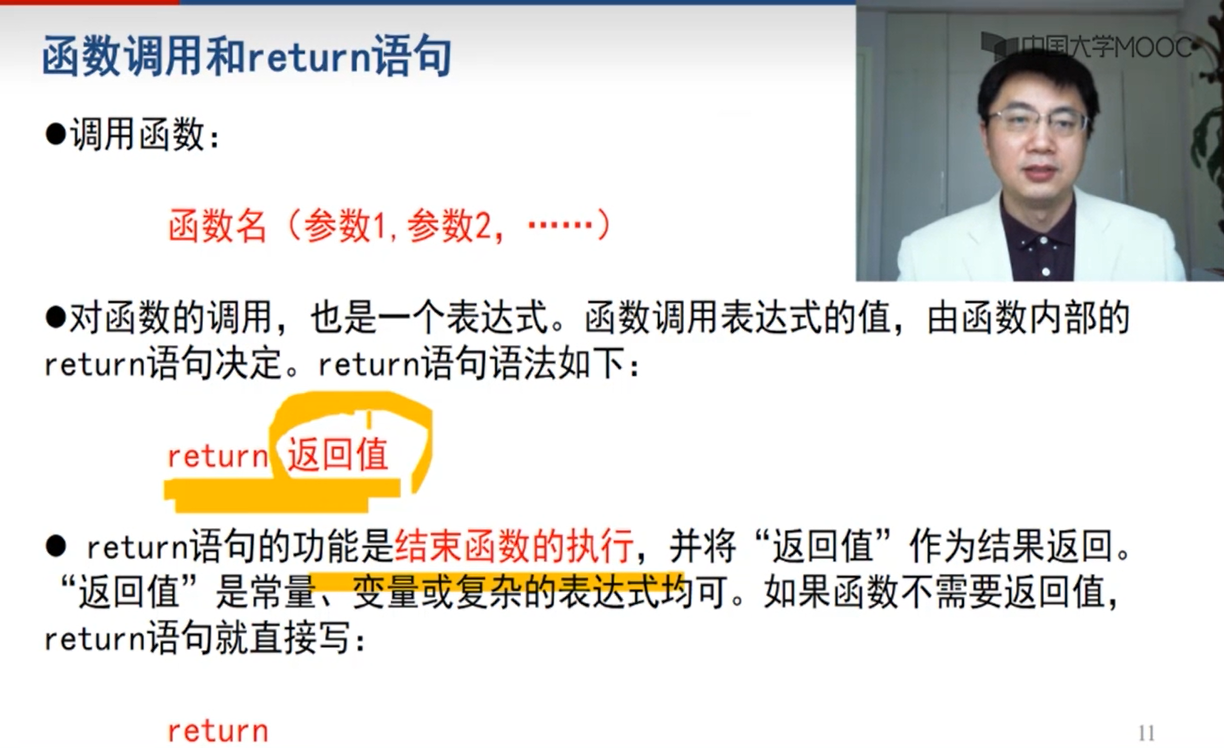 函数调用和return语句
中国大学MOOC
●调用函数：
函数名（参数1,参数2，……）
●对函数的调用，也是一个表达式。函数调用表达式的值，由函数内部的
return语句决定。return语句语法如下：
return 返回值
● return语句的功能是结束函数的执行，并将“返回值”作为结果返回。
“返回值”是常量、变量或复杂的表达式均可。如果函数不需要返回值，
return语句就直接写：
return
11